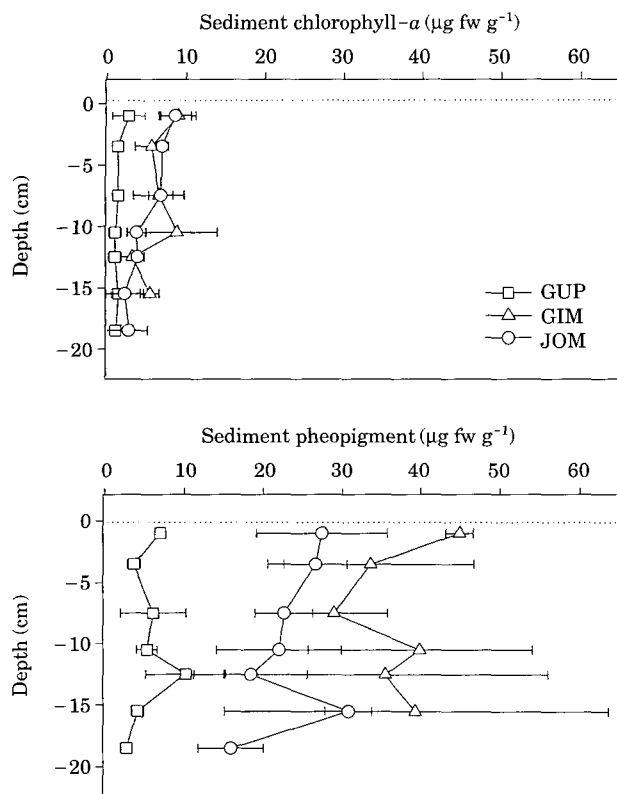 Sediment chlorophyll-a (µg fw g⁻¹)
0 10 20 30 40 50 60
0
−5
−10
−15
−20
Depth (cm)
GUP
GIM
JOM
Sediment pheopigment (µg fw g⁻¹)
0 10 20 30 40 50 60
0
−5
−10
−15
−20
Depth (cm)